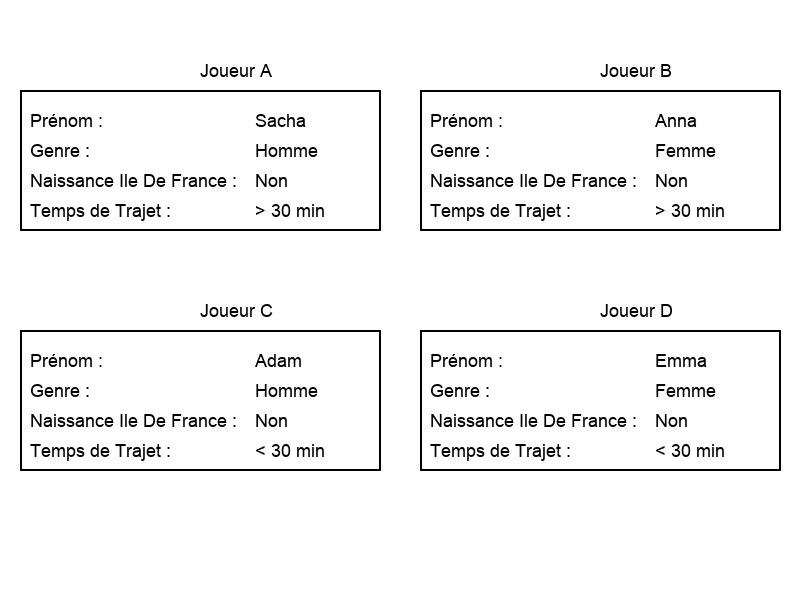 Joueur A
Prénom : Sacha
Genre : Homme
Naissance Ile De France : Non
Temps de Trajet : > 30 min
Joueur B
Prénom : Anna
Genre : Femme
Naissance Ile De France : Non
Temps de Trajet : > 30 min
Joueur C
Prénom : Adam
Genre : Homme
Naissance Ile De France : Non
Temps de Trajet : < 30 min
Joueur D
Prénom : Emma
Genre : Femme
Naissance Ile De France : Non
Temps de Trajet : < 30 min